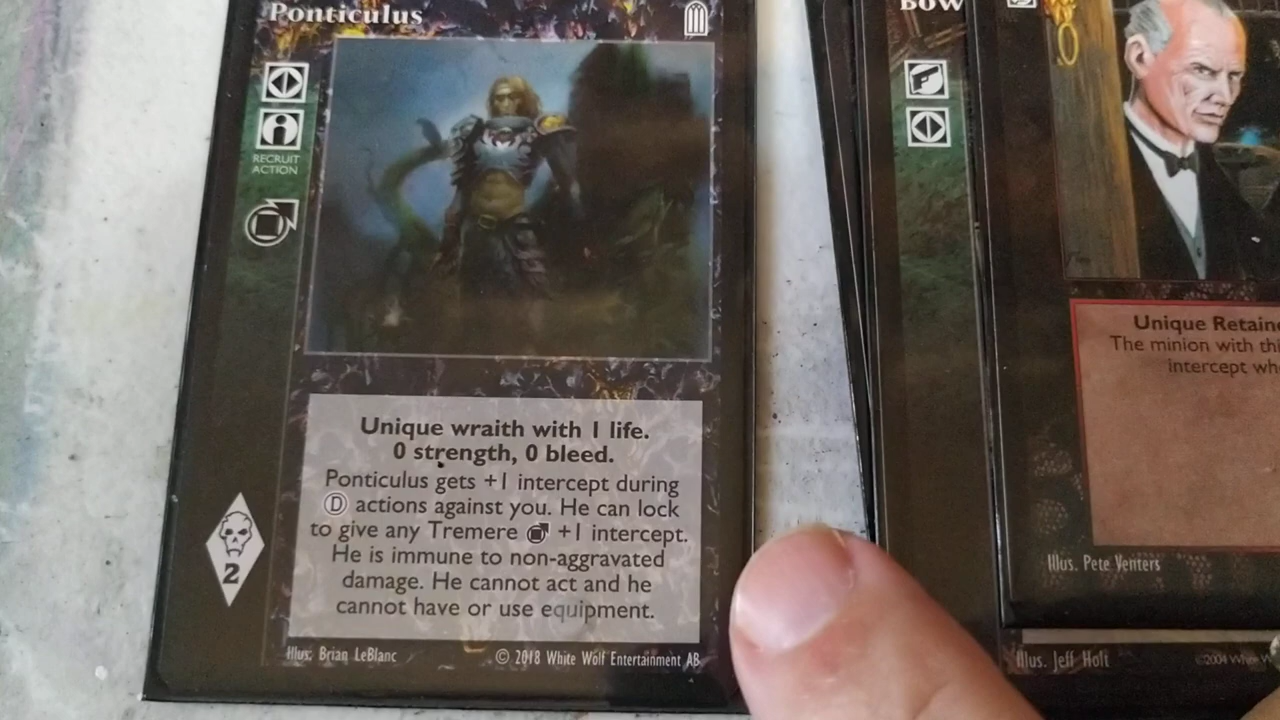 Ponticulus
RECRUIT
ACTION
Unique wraith with 1 life.
0 strength, 0 bleed.
Ponticulus gets +1 intercept during
D actions against you. He can lock
to give any Tremere +1 intercept.
He is immune to non-aggravated
damage. He cannot act and he
cannot have or use equipment.
2
Illus. Brian LeBlanc
© 2018 White Wolf Entertainment AB
BOW
Unique
The minion with
intercept
Illus. Pete Venters
Illus. Jeff Holt
©2004 White